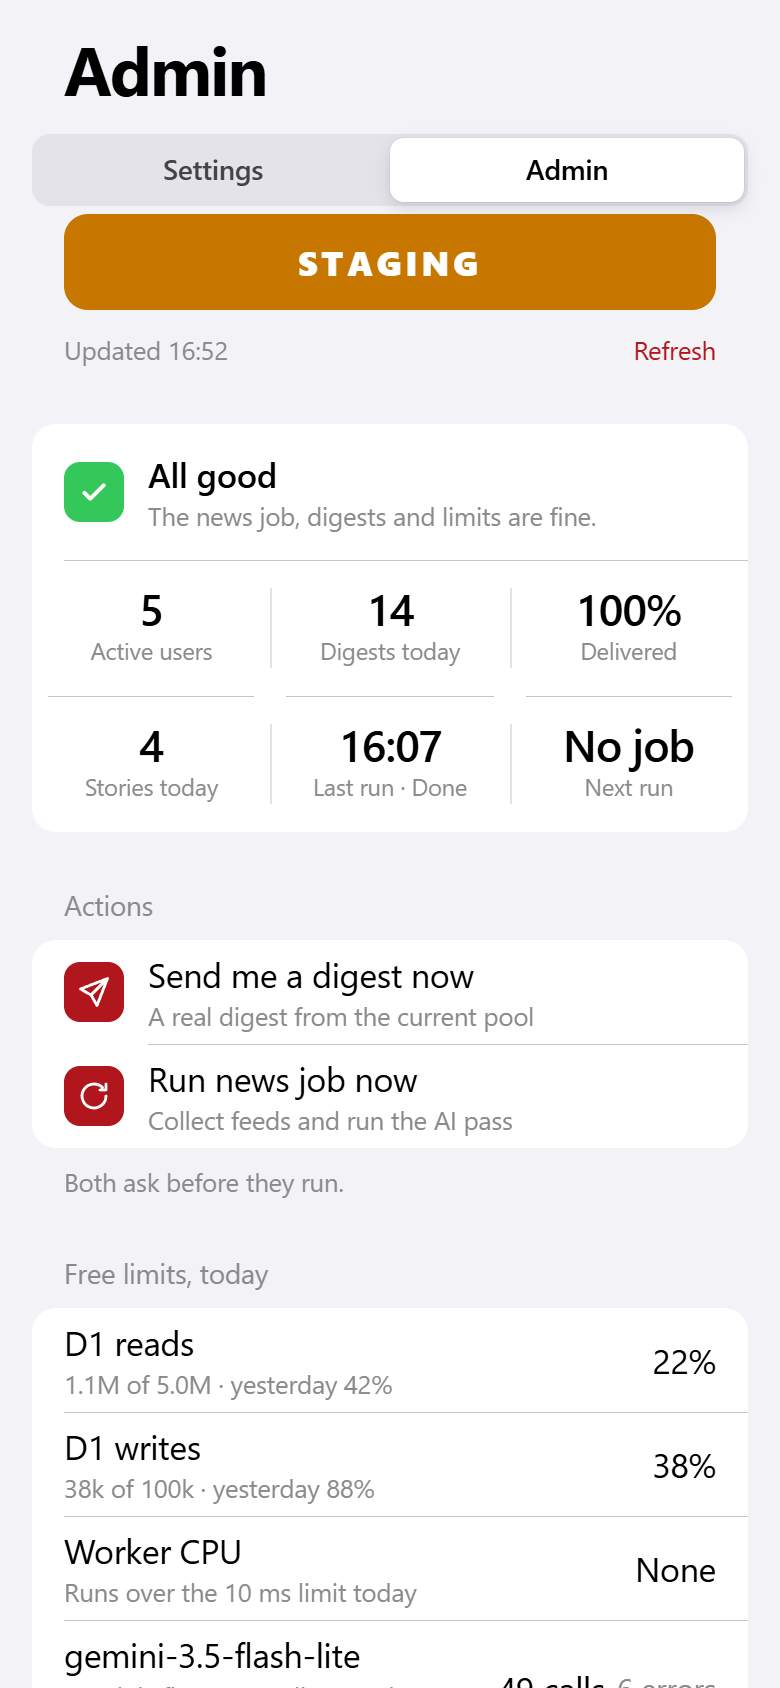 Admin
Settings
Admin
STAGING
Updated 16:52
Refresh
All good
The news job, digests and limits are fine.
5
14
100%
Active users
Digests today
Delivered
4
16:07
No job
Stories today
Last run · Done
Next run
Actions
Send me a digest now
A real digest from the current pool
Run news job now
Collect feeds and run the AI pass
Both ask before they run.
Free limits, today
D1 reads
1.1M of 5.0M · yesterday 42%
22%
D1 writes
38k of 100k · yesterday 88%
38%
Worker CPU
Runs over the 10 ms limit today
None
gemini-3.5-flash-lite
49 calls 6 errors